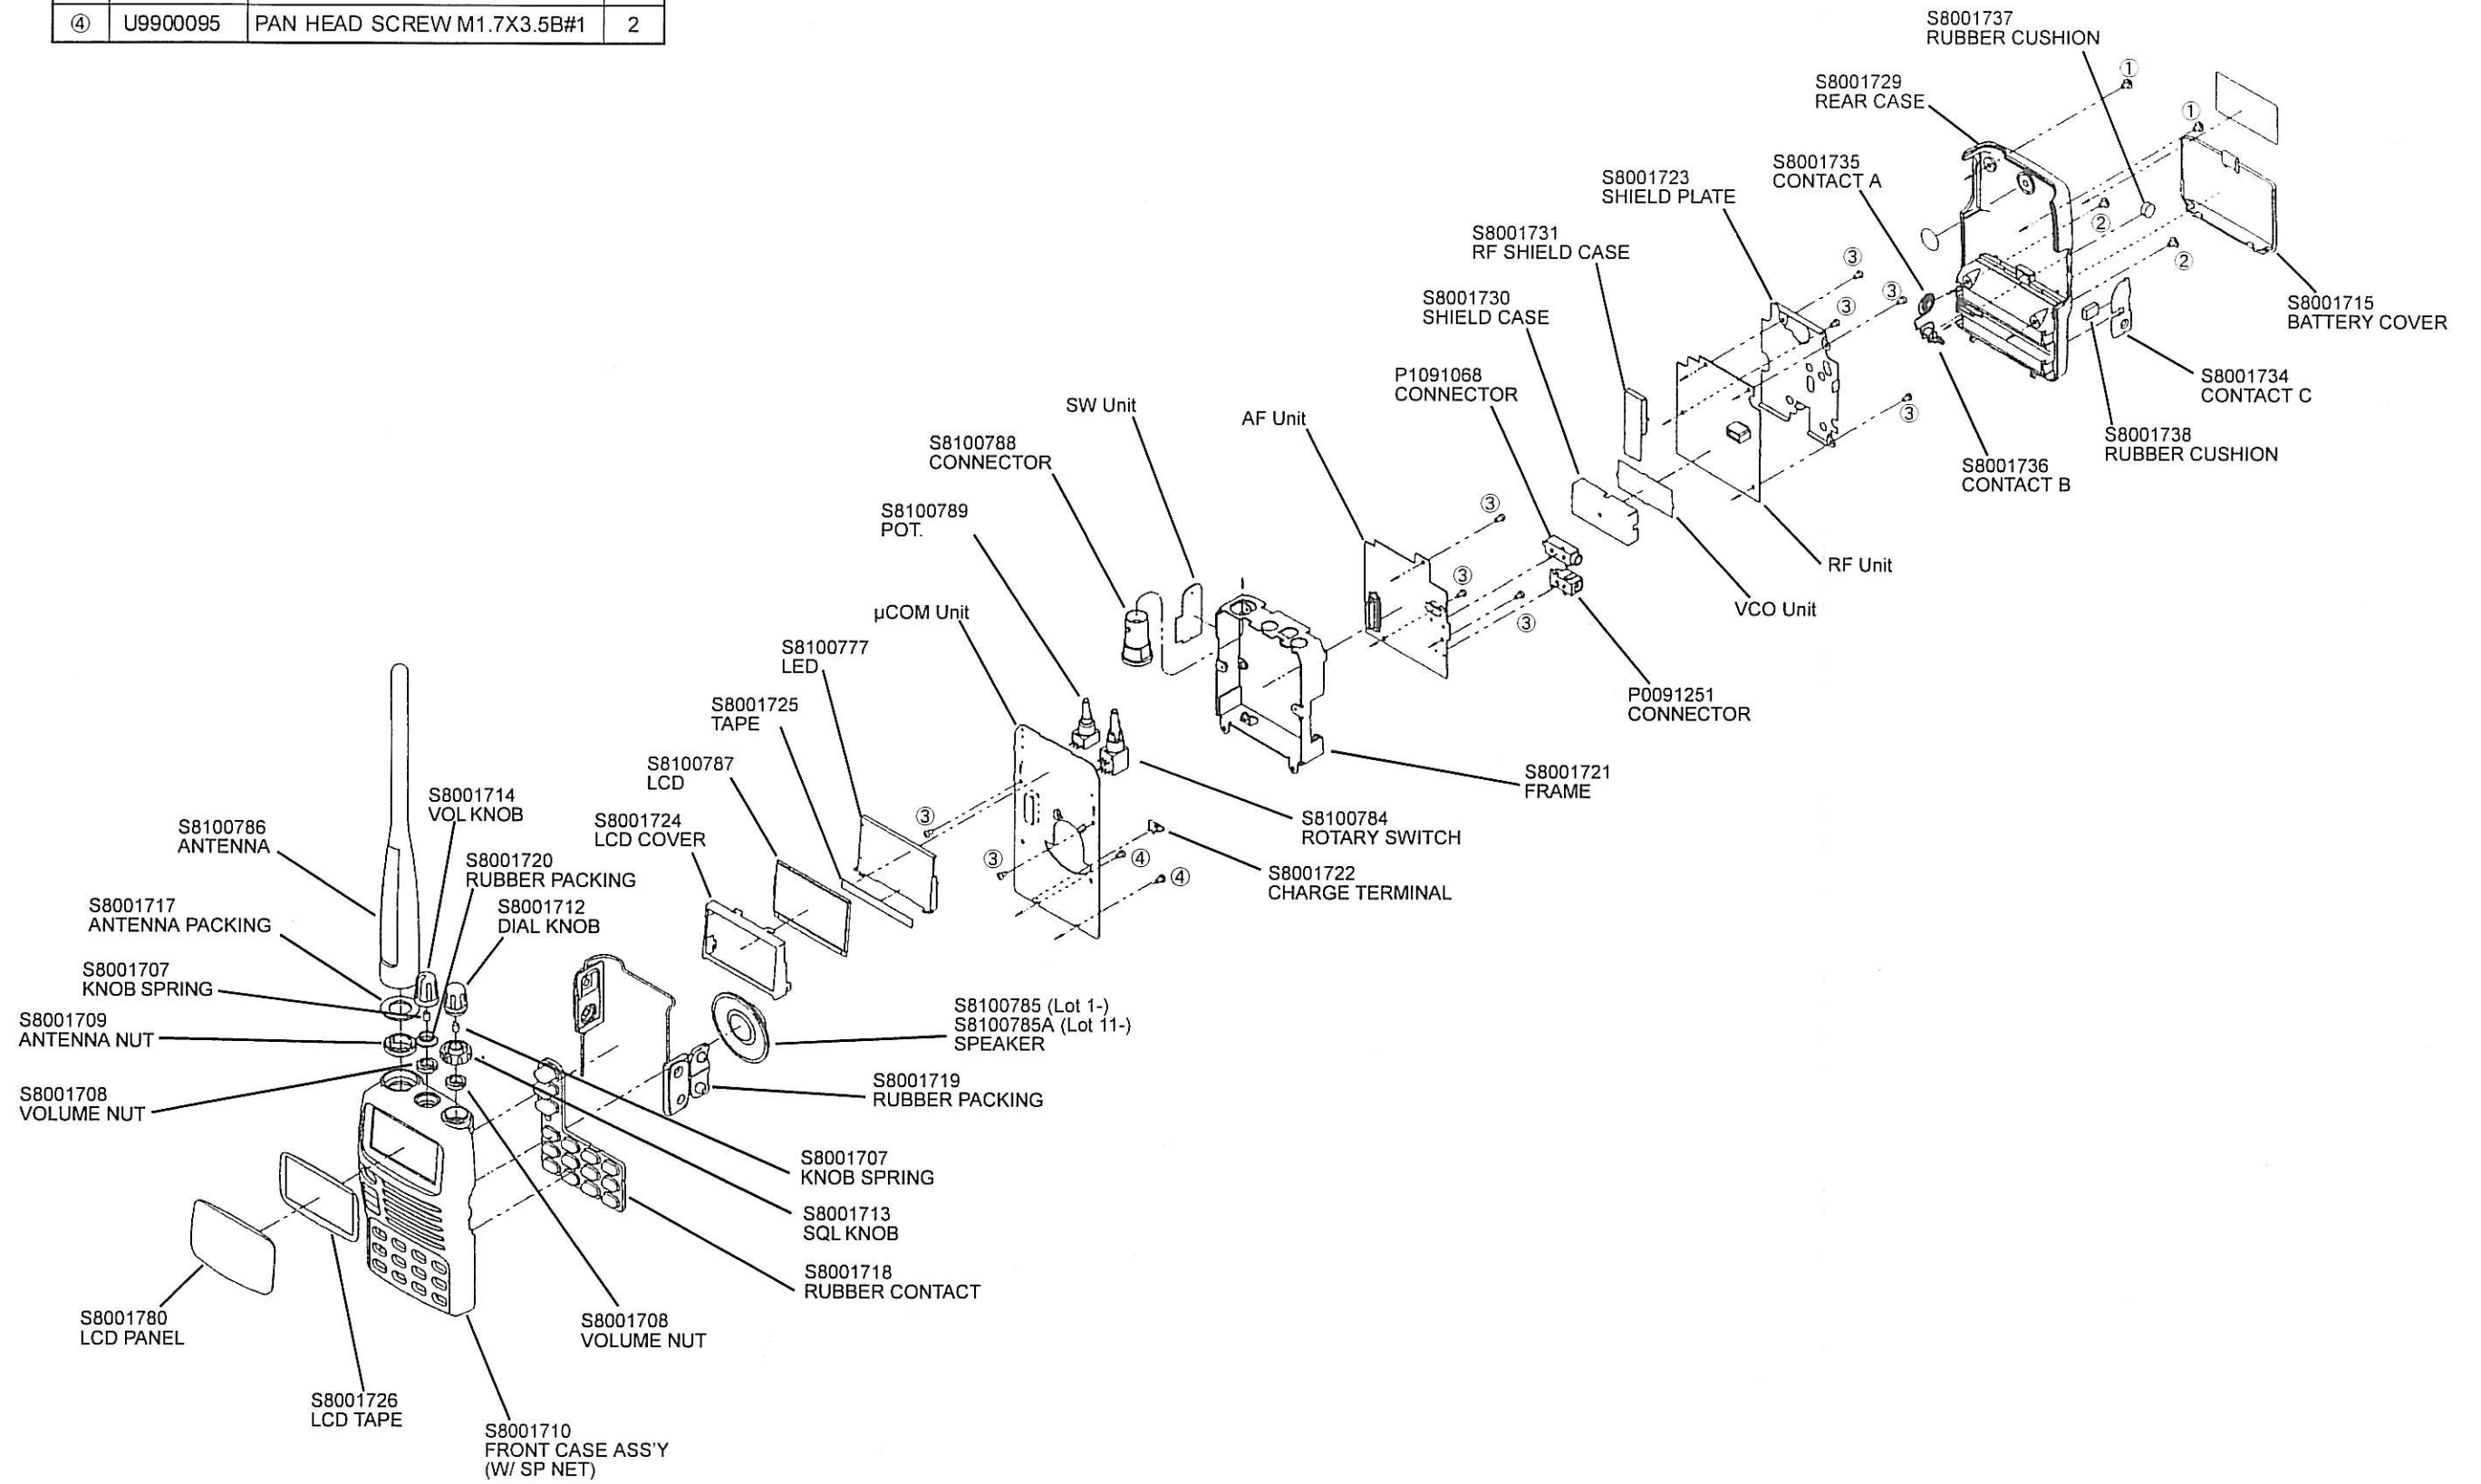 ④ U9900095 PAN HEAD SCREW M1.7X3.5B#1 2
S8001737
RUBBER CUSHION
①
S8001729
REAR CASE
①
S8001735
CONTACT A
S8001723
SHIELD PLATE
②
②
S8001731
RF SHIELD CASE
③
③
③
S8001730
SHIELD CASE
S8001715
BATTERY COVER
P1091068
CONNECTOR
S8001734
CONTACT C
③
SW Unit
AF Unit
S8001738
RUBBER CUSHION
S8100788
CONNECTOR
S8001736
CONTACT B
③
S8100789
POT.
RF Unit
③
VCO Unit
③
µCOM Unit
S8100777
LED
P0091251
CONNECTOR
S8001725
TAPE
S8100787
LCD
S8001721
FRAME
S8001714
VOL KNOB
③
S8001724
LCD COVER
S8100784
ROTARY SWITCH
S8100786
ANTENNA
S8001720
RUBBER PACKING
③
④
④
S8001722
CHARGE TERMINAL
S8001717
ANTENNA PACKING
S8001712
DIAL KNOB
S8001707
KNOB SPRING
S8001709
ANTENNA NUT
S8100785 (Lot 1-)
S8100785A (Lot 11-)
SPEAKER
S8001708
VOLUME NUT
S8001719
RUBBER PACKING
S8001707
KNOB SPRING
S8001713
SQL KNOB
S8001718
RUBBER CONTACT
S8001780
LCD PANEL
S8001708
VOLUME NUT
S8001726
LCD TAPE
S8001710
FRONT CASE ASS'Y
(W/ SP NET)